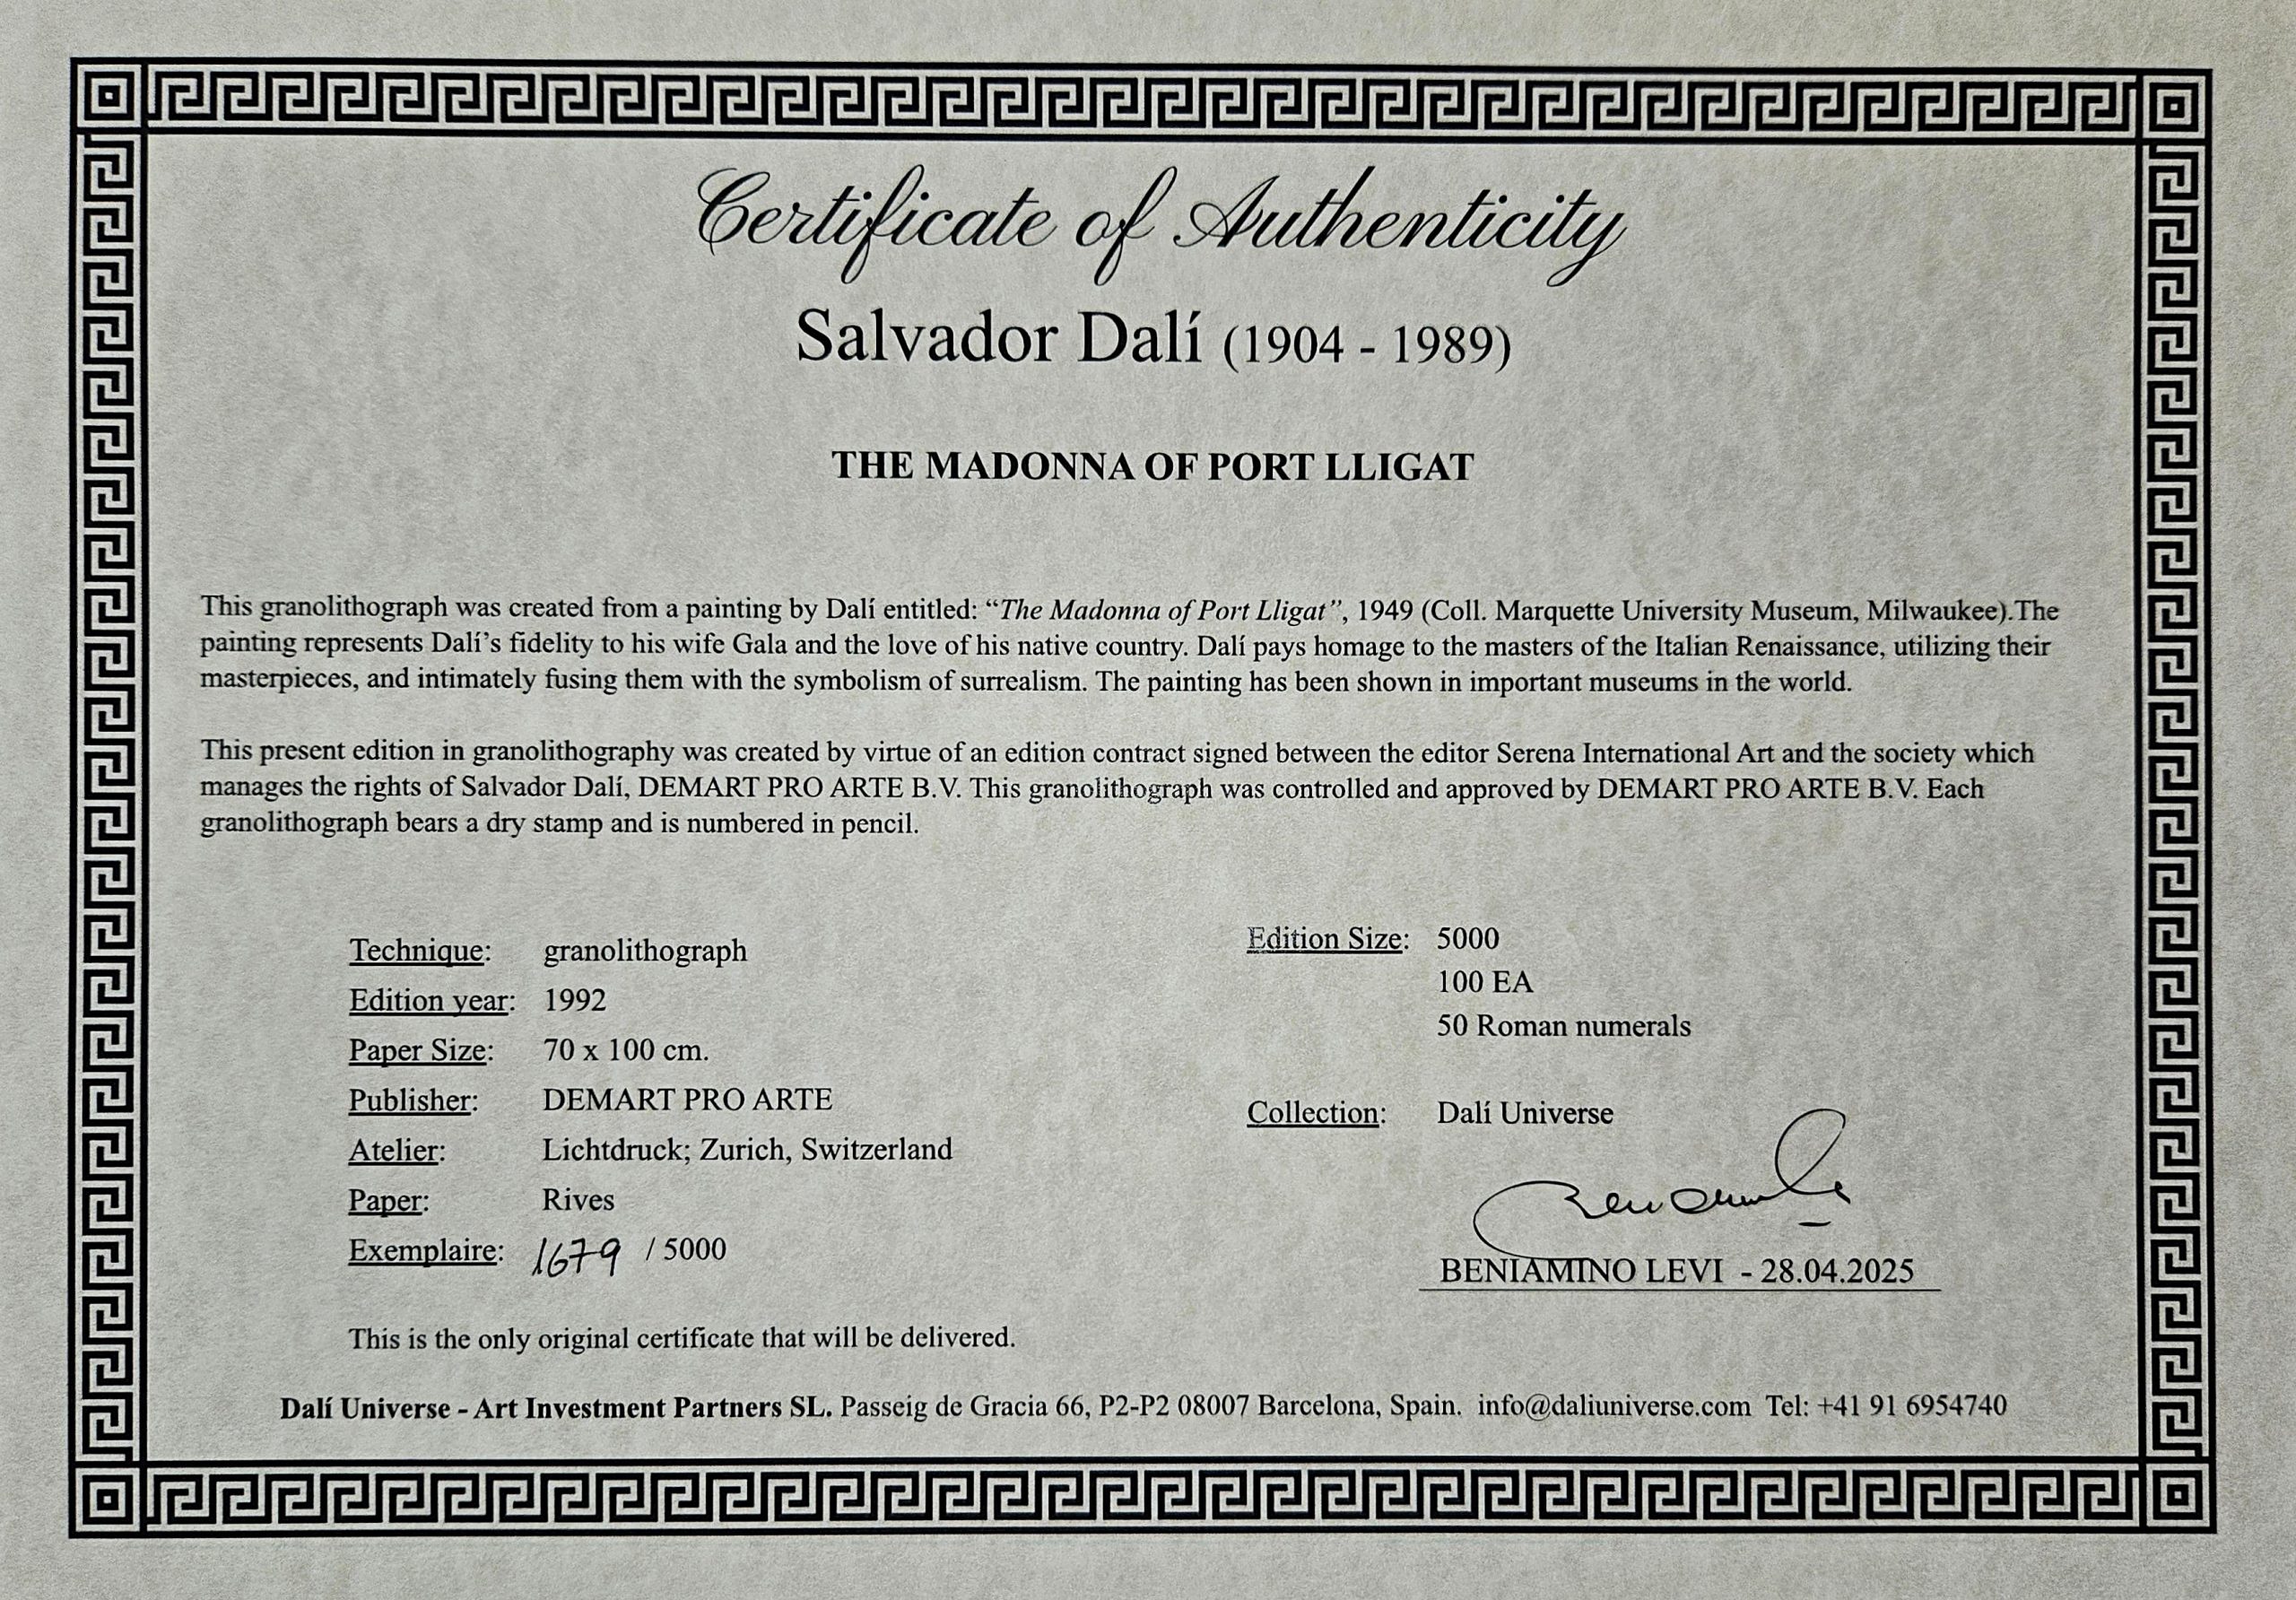 Certificate of Authenticity
Salvador Dalí (1904 - 1989)
THE MADONNA OF PORT LLIGAT
This granolithograph was created from a painting by Dalí entitled: “The Madonna of Port Lligat”, 1949 (Coll. Marquette University Museum, Milwaukee).The
painting represents Dalí’s fidelity to his wife Gala and the love of his native country. Dalí pays homage to the masters of the Italian Renaissance, utilizing their
masterpieces, and intimately fusing them with the symbolism of surrealism. The painting has been shown in important museums in the world.
This present edition in granolithography was created by virtue of an edition contract signed between the editor Serena International Art and the society which
manages the rights of Salvador Dalí, DEMART PRO ARTE B.V. This granolithograph was controlled and approved by DEMART PRO ARTE B.V. Each
granolithograph bears a dry stamp and is numbered in pencil.
Technique: granolithograph
Edition year: 1992
Paper Size: 70 x 100 cm.
Publisher: DEMART PRO ARTE
Atelier: Lichtdruck; Zurich, Switzerland
Paper: Rives
Exemplaire: 1679 / 5000
Edition Size: 5000
100 EA
50 Roman numerals
Collection: Dalí Universe
BENIAMINO LEVI - 28.04.2025
This is the only original certificate that will be delivered.
Dalí Universe - Art Investment Partners SL. Passeig de Gracia 66, P2-P2 08007 Barcelona, Spain. info@daliuniverse.com Tel: +41 91 6954740